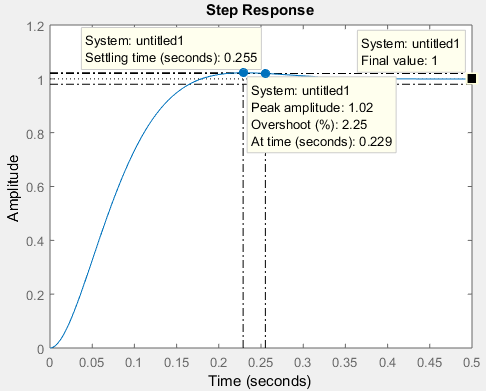 Step Response
System: untitled1
Settling time (seconds): 0.255
System: untitled1
Final value: 1
System: untitled1
Peak amplitude: 1.02
Overshoot (%): 2.25
At time (seconds): 0.229
Amplitude
1.2
1
0.8
0.6
0.4
0.2
0
0 0.05 0.1 0.15 0.2 0.25 0.3 0.35 0.4 0.45 0.5
Time (seconds)